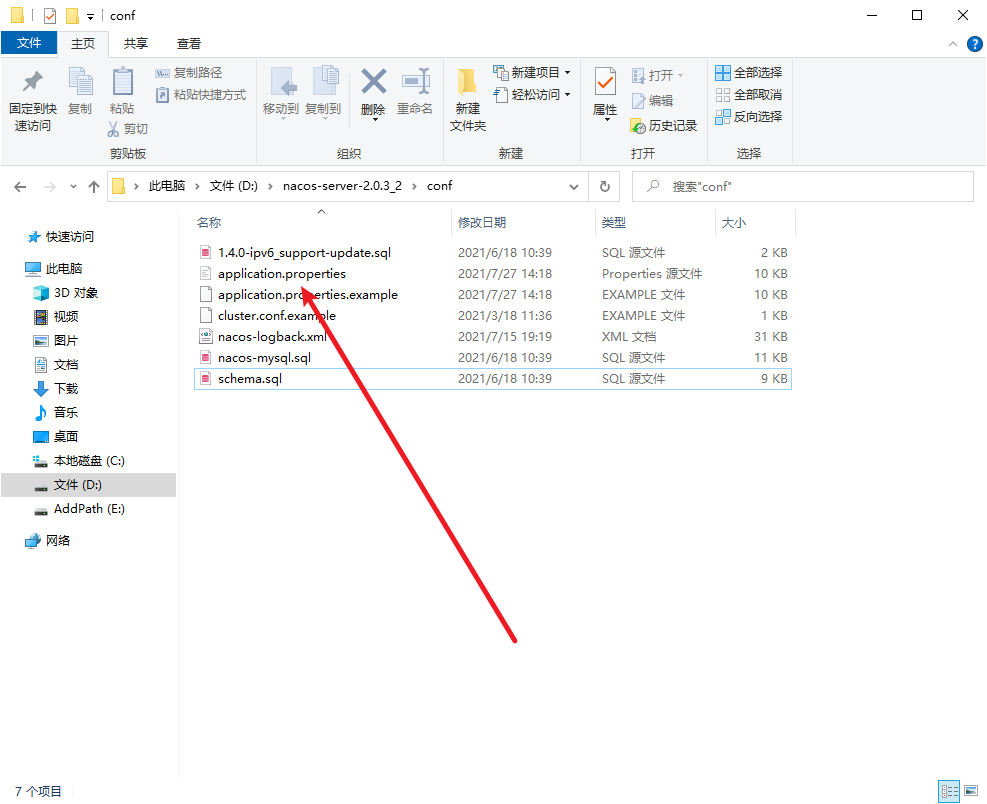 conf
文件 主页 共享 查看
固定到快速访问
复制
粘贴
复制路径
粘贴快捷方式
剪切
剪贴板
移动到
复制到
删除
重命名
组织
新建文件夹
新建项目
轻松访问
新建
属性
打开
编辑
历史记录
打开
全部选择
全部取消
反向选择
选择
此电脑 文件 (D:) nacos-server-2.0.3_2 conf
搜索"conf"
快速访问
此电脑
3D 对象
视频
图片
文档
下载
音乐
桌面
本地磁盘 (C:)
文件 (D:)
AddPath (E:)
网络
名称 修改日期 类型 大小
1.4.0-ipv6_support-update.sql 2021/6/18 10:39 SQL 源文件 2 KB
application.properties 2021/7/27 14:18 Properties 源文件 10 KB
application.properties.example 2021/7/27 14:18 EXAMPLE 文件 10 KB
cluster.conf.example 2021/3/18 11:36 EXAMPLE 文件 1 KB
nacos-logback.xml 2021/7/15 19:19 XML 文档 31 KB
nacos-mysql.sql 2021/6/18 10:39 SQL 源文件 11 KB
schema.sql 2021/6/18 10:39 SQL 源文件 9 KB
7 个项目